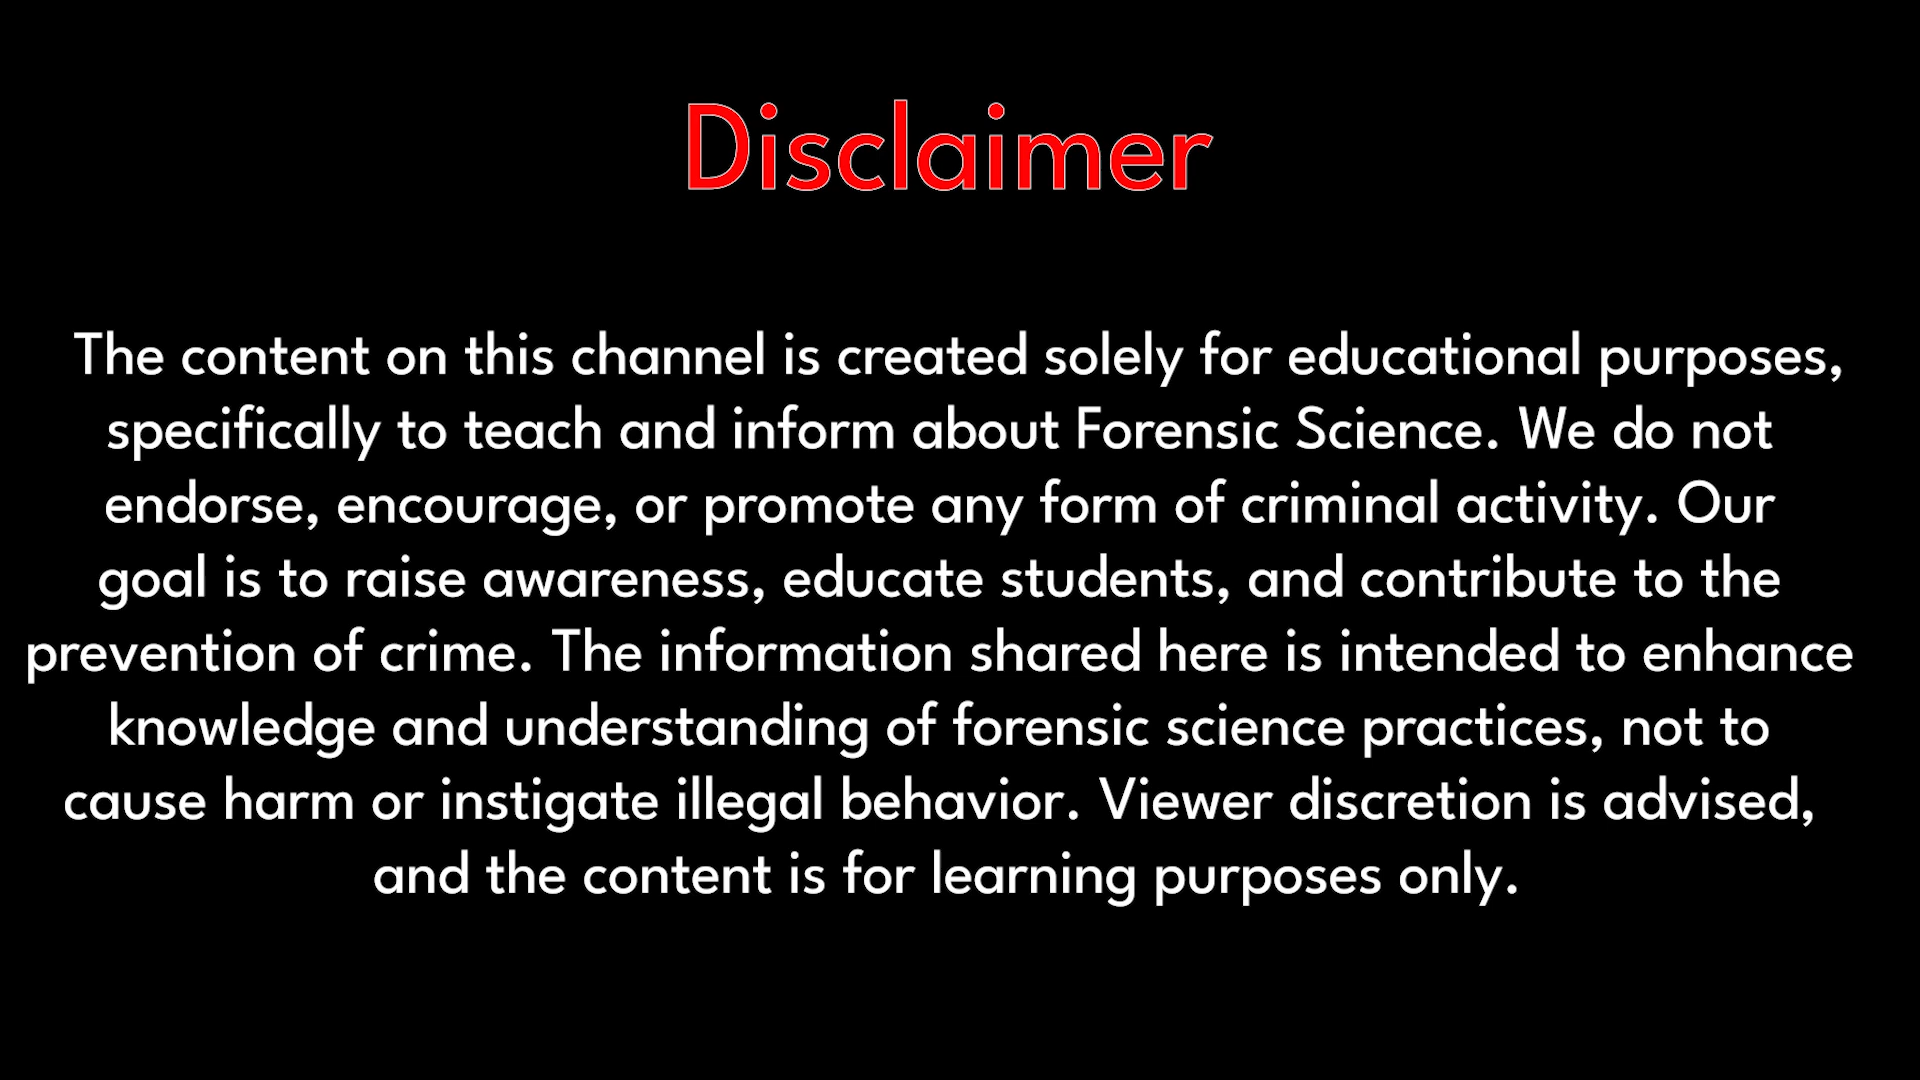 Disclaimer
The content on this channel is created solely for educational purposes,
specifically to teach and inform about Forensic Science. We do not
endorse, encourage, or promote any form of criminal activity. Our
goal is to raise awareness, educate students, and contribute to the
prevention of crime. The information shared here is intended to enhance
knowledge and understanding of forensic science practices, not to
cause harm or instigate illegal behavior. Viewer discretion is advised,
and the content is for learning purposes only.